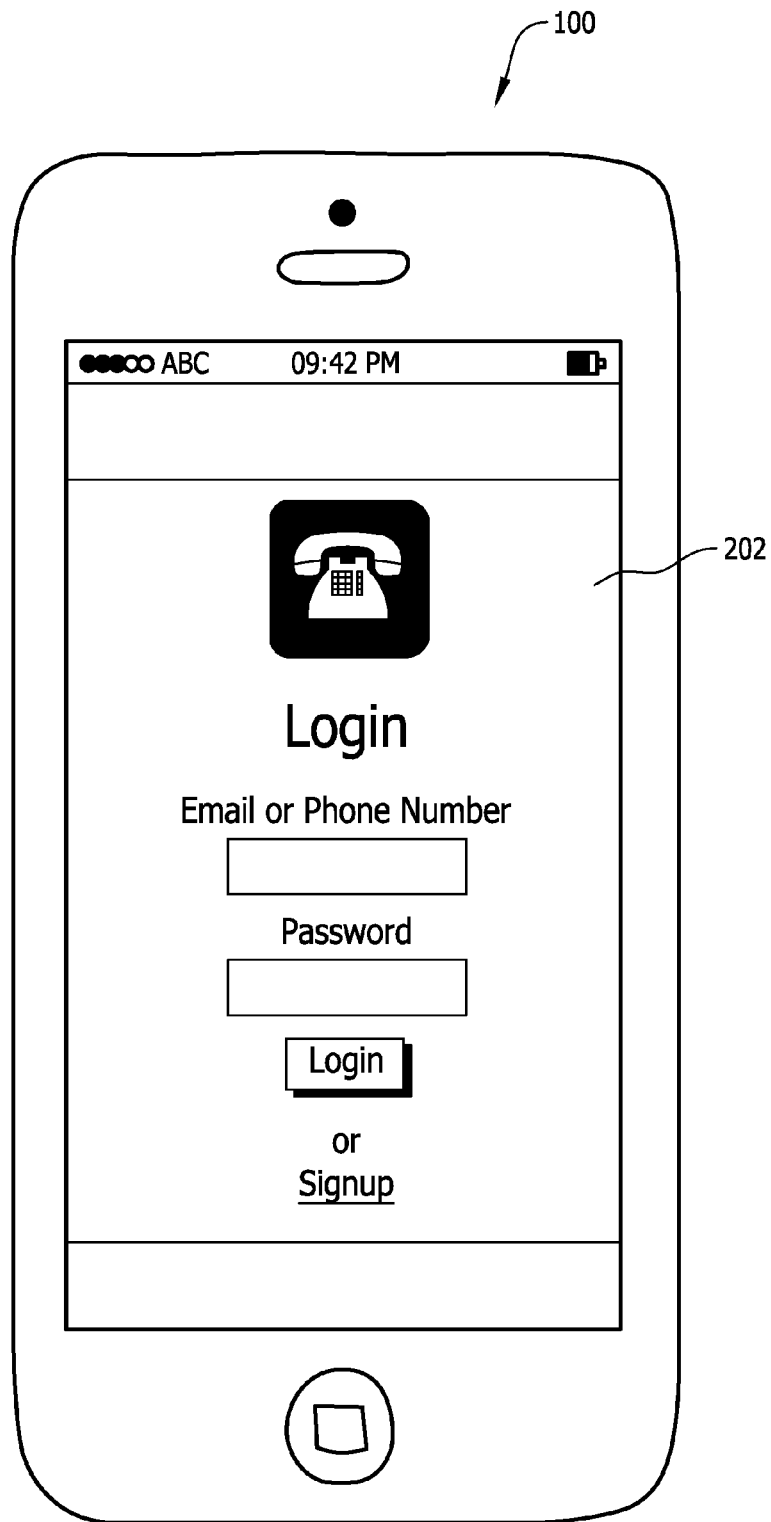 100
ABC 09:42 PM
202
Login
Email or Phone Number
Password
Login
or
Signup